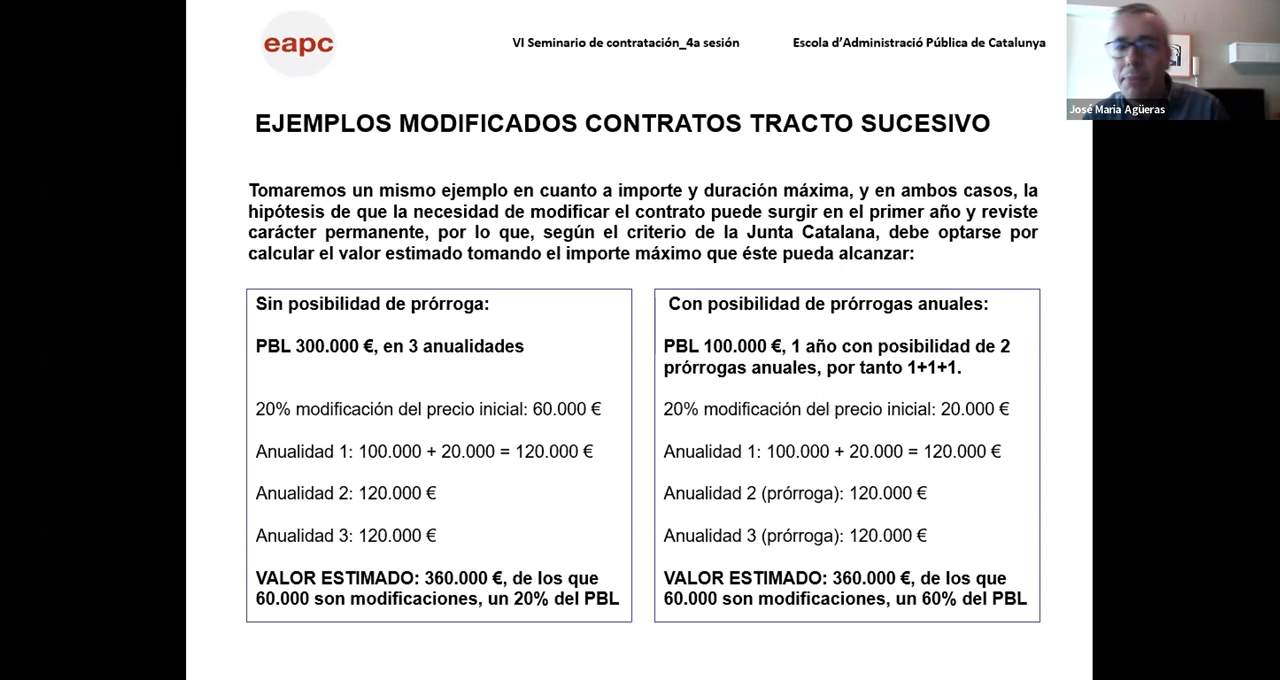 eapc
VI Seminario de contratación_4a sesión
Escola d'Administració Pública de Catalunya
José Maria Agüeras
EJEMPLOS MODIFICADOS CONTRATOS TRACTO SUCESIVO
Tomaremos un mismo ejemplo en cuanto a importe y duración máxima, y en ambos casos, la
hipótesis de que la necesidad de modificar el contrato puede surgir en el primer año y reviste
carácter permanente, por lo que, según el criterio de la Junta Catalana, debe optarse por
calcular el valor estimado tomando el importe máximo que éste pueda alcanzar:
Sin posibilidad de prórroga:
PBL 300.000 €, en 3 anualidades
20% modificación del precio inicial: 60.000 €
Anualidad 1: 100.000 + 20.000 = 120.000 €
Anualidad 2: 120.000 €
Anualidad 3: 120.000 €
VALOR ESTIMADO: 360.000 €, de los que
60.000 son modificaciones, un 20% del PBL
Con posibilidad de prórrogas anuales:
PBL 100.000 €, 1 año con posibilidad de 2
prórrogas anuales, por tanto 1+1+1.
20% modificación del precio inicial: 20.000 €
Anualidad 1: 100.000 + 20.000 = 120.000 €
Anualidad 2 (prórroga): 120.000 €
Anualidad 3 (prórroga): 120.000 €
VALOR ESTIMADO: 360.000 €, de los que
60.000 son modificaciones, un 60% del PBL